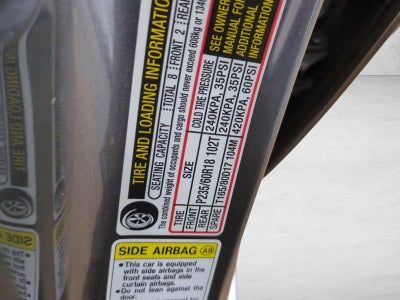 TIRE AND LOADING INFORMATION
SEATING CAPACITY TOTAL 8 FRONT 2 REAR
The combined weight of occupants and cargo should never exceed 608kg or 1340
TIRE SIZE COLD TIRE PRESSURE
FRONT P235/60R18 102T 240KPA, 35PSI
REAR 240KPA, 35PSI
SPARE T165/80D17 104M 420KPA, 60PSI
SEE OWNER
MANUAL FOR
ADDITIONAL
INFORMATION
SIDE AIRBAG
• This car is equipped
with side airbags in the
front seats and side
curtain airbags.
• Do not lean against the
door.